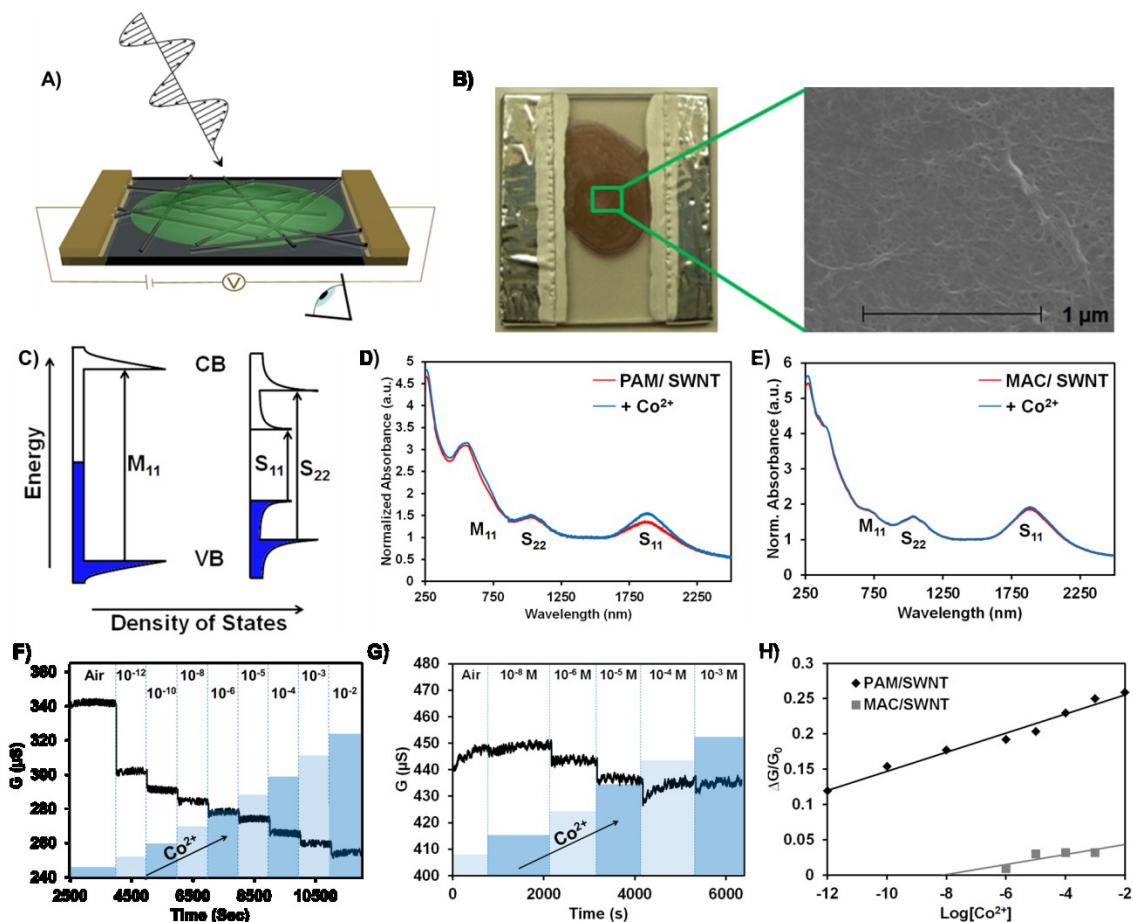 A)
V
B)
1 µm
C)
CB
Energy
M₁₁
S₁₁
S₂₂
VB
Density of States
D)
Normalized Absorbance (a.u.)
5
4.5
4
3.5
3
2.5
2
1.5
1
0.5
0
PAM/ SWNT
+ Co²⁺
M₁₁
S₂₂
S₁₁
250
750
1250
1750
2250
Wavelength (nm)
E)
Norm. Absorbance (a.u.)
6
5
4
3
2
1
0
MAC/ SWNT
+ Co²⁺
M₁₁
S₂₂
S₁₁
250
750
1250
1750
2250
Wavelength (nm)
F)
G (µS)
360
340
320
300
280
260
240
Air
10⁻¹²
10⁻¹⁰
10⁻⁸
10⁻⁶
10⁻⁵
10⁻⁴
10⁻³
10⁻²
Co²⁺
2500
4500
6500
8500
10500
Time (Sec)
G)
G (µS)
480
470
460
450
440
430
420
410
400
Air
10⁻⁸ M
10⁻⁶ M
10⁻⁵ M
10⁻⁴ M
10⁻³ M
Co²⁺
0
2000
4000
6000
Time (s)
H)
ΔG/G₀
0.3
0.25
0.2
0.15
0.1
0.05
0
PAM/SWNT
MAC/SWNT
-12
-10
-8
-6
-4
-2
Log[Co²⁺]